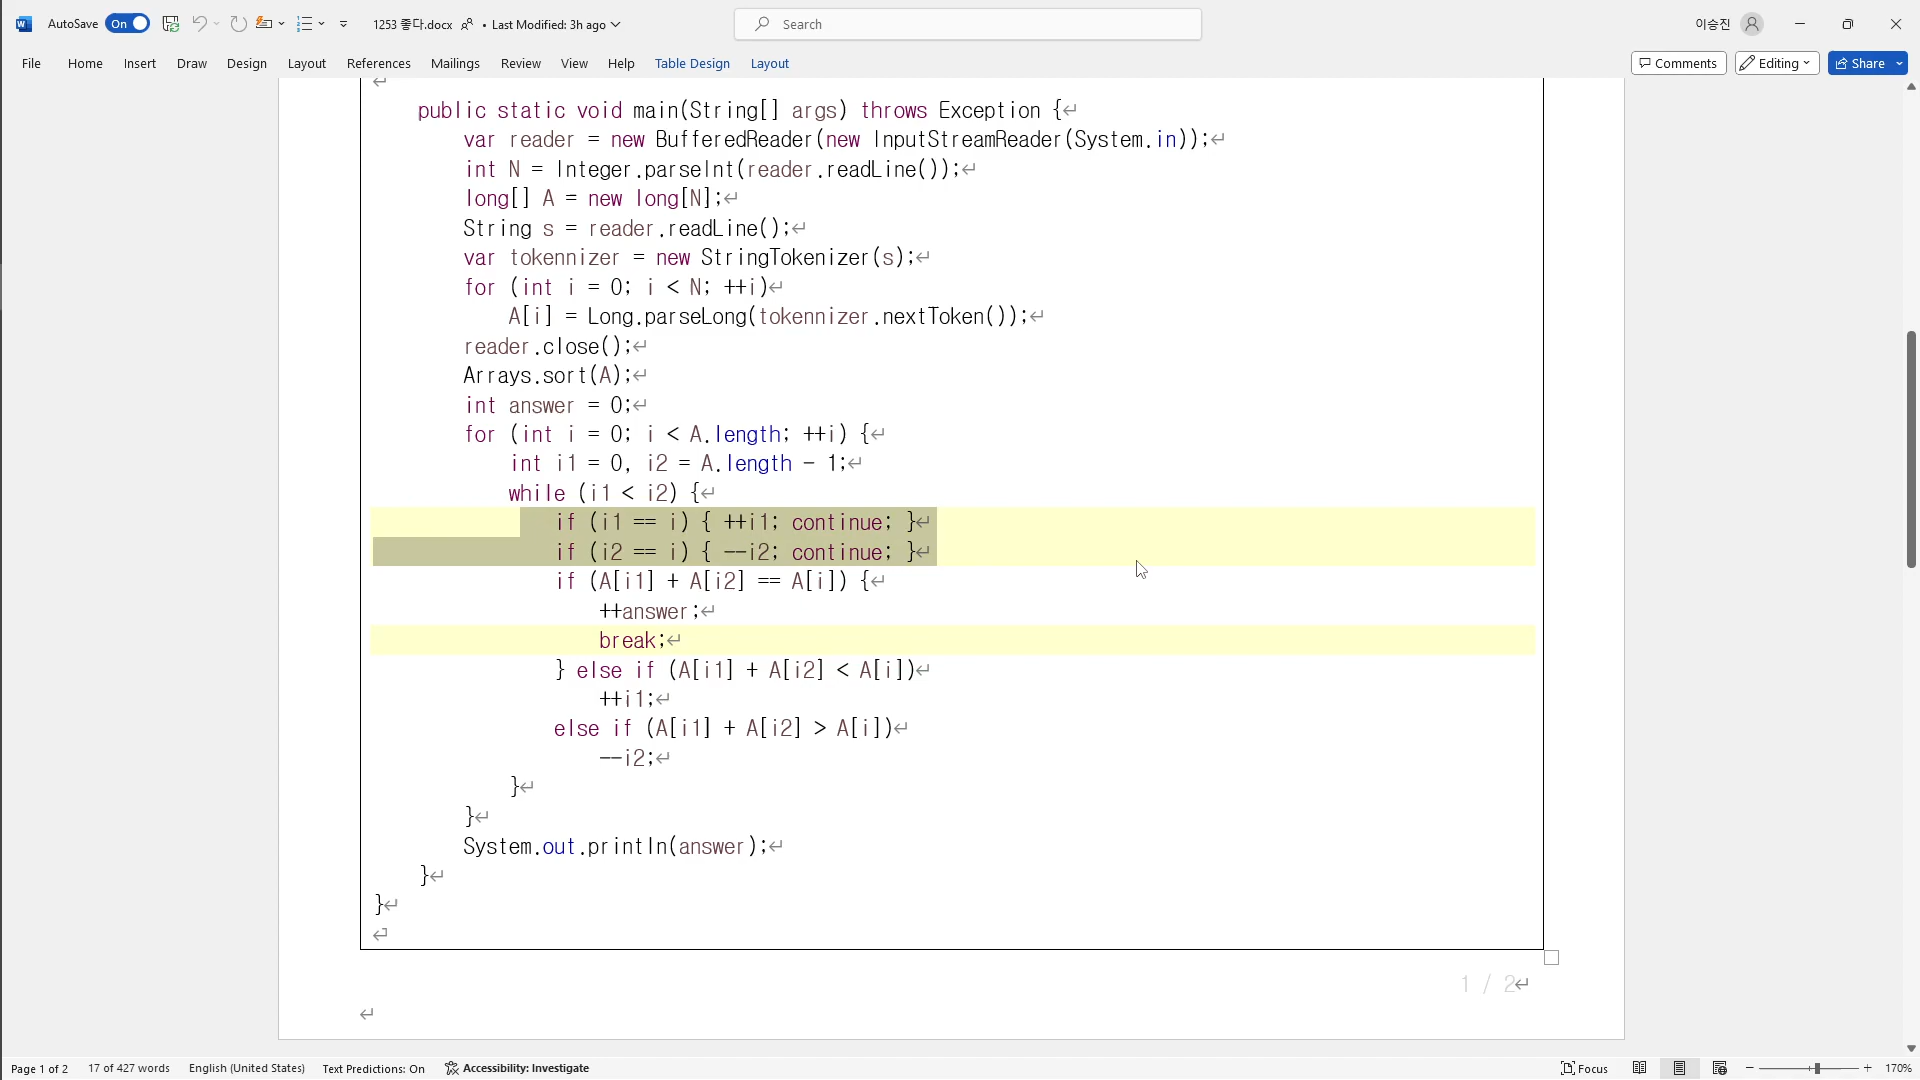 AutoSave On 1253 좋다.docx • Last Modified: 3h ago Search 이승진
File Home Insert Draw Design Layout References Mailings Review View Help Table Design Layout Comments Editing Share
public static void main(String[] args) throws Exception {
var reader = new BufferedReader(new InputStreamReader(System.in));
int N = Integer.parseInt(reader.readLine());
long[] A = new long[N];
String s = reader.readLine();
var tokennizer = new StringTokenizer(s);
for (int i = 0; i < N; ++i)
A[i] = Long.parseLong(tokennizer.nextToken());
reader.close();
Arrays.sort(A);
int answer = 0;
for (int i = 0; i < A.length; ++i) {
int i1 = 0, i2 = A.length - 1;
while (i1 < i2) {
if (i1 == i) { ++i1; continue; }
if (i2 == i) { --i2; continue; }
if (A[i1] + A[i2] == A[i]) {
++answer;
break;
} else if (A[i1] + A[i2] < A[i])
++i1;
else if (A[i1] + A[i2] > A[i])
--i2;
}
}
System.out.println(answer);
}
}
1 / 2
Page 1 of 2 17 of 427 words English (United States) Text Predictions: On Accessibility: Investigate Focus 170%